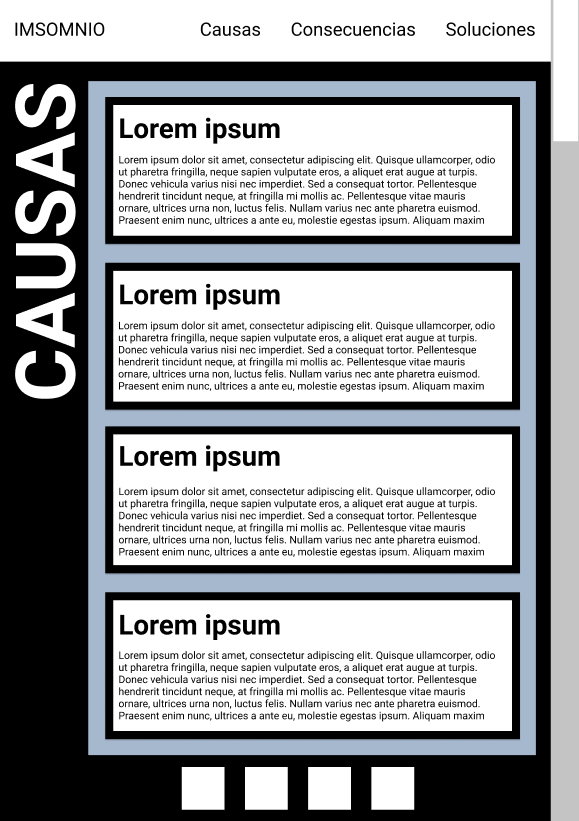 IMSOMNIO
Causas
Consecuencias
Soluciones
CAUSAS
Lorem ipsum
Lorem ipsum dolor sit amet, consectetur adipiscing elit. Quisque ullamcorper, odio
ut pharetra fringilla, neque sapien vulputate eros, a aliquet erat augue at turpis.
Donec vehicula varius nisi nec imperdiet. Sed a consequat tortor. Pellentesque
hendrerit tincidunt neque, at fringilla mi mollis ac. Pellentesque vitae mauris
ornare, ultrices urna non, luctus felis. Nullam varius nec ante pharetra euismod.
Praesent enim nunc, ultrices a ante eu, molestie egestas ipsum. Aliquam maxim
Lorem ipsum
Lorem ipsum dolor sit amet, consectetur adipiscing elit. Quisque ullamcorper, odio
ut pharetra fringilla, neque sapien vulputate eros, a aliquet erat augue at turpis.
Donec vehicula varius nisi nec imperdiet. Sed a consequat tortor. Pellentesque
hendrerit tincidunt neque, at fringilla mi mollis ac. Pellentesque vitae mauris
ornare, ultrices urna non, luctus felis. Nullam varius nec ante pharetra euismod.
Praesent enim nunc, ultrices a ante eu, molestie egestas ipsum. Aliquam maxim
Lorem ipsum
Lorem ipsum dolor sit amet, consectetur adipiscing elit. Quisque ullamcorper, odio
ut pharetra fringilla, neque sapien vulputate eros, a aliquet erat augue at turpis.
Donec vehicula varius nisi nec imperdiet. Sed a consequat tortor. Pellentesque
hendrerit tincidunt neque, at fringilla mi mollis ac. Pellentesque vitae mauris
ornare, ultrices urna non, luctus felis. Nullam varius nec ante pharetra euismod.
Praesent enim nunc, ultrices a ante eu, molestie egestas ipsum. Aliquam maxim
Lorem ipsum
Lorem ipsum dolor sit amet, consectetur adipiscing elit. Quisque ullamcorper, odio
ut pharetra fringilla, neque sapien vulputate eros, a aliquet erat augue at turpis.
Donec vehicula varius nisi nec imperdiet. Sed a consequat tortor. Pellentesque
hendrerit tincidunt neque, at fringilla mi mollis ac. Pellentesque vitae mauris
ornare, ultrices urna non, luctus felis. Nullam varius nec ante pharetra euismod.
Praesent enim nunc, ultrices a ante eu, molestie egestas ipsum. Aliquam maxim